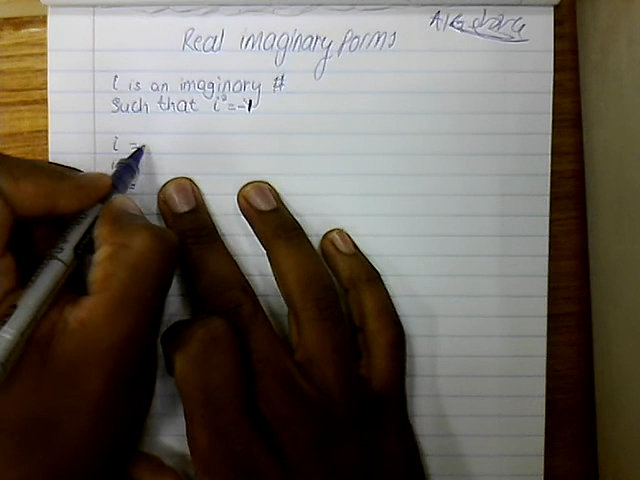 Algebra
Real imaginary Forms
i is an imaginary #
Such that i²=-1
i =